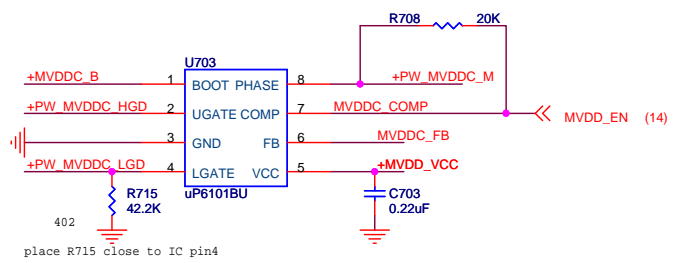 R708 20K
U703
+MVDDC_B 1 BOOT PHASE 8 +PW_MVDDC_M
+PW_MVDDC_HGD 2 UGATE COMP 7 MVDDC_COMP
MVDD_EN (14)
3 GND FB 6 MVDDC_FB
+PW_MVDDC_LGD 4 LGATE VCC 5 +MVDD_VCC
uP6101BU
R715
42.2K
C703
0.22uF
402
place R715 close to IC pin4